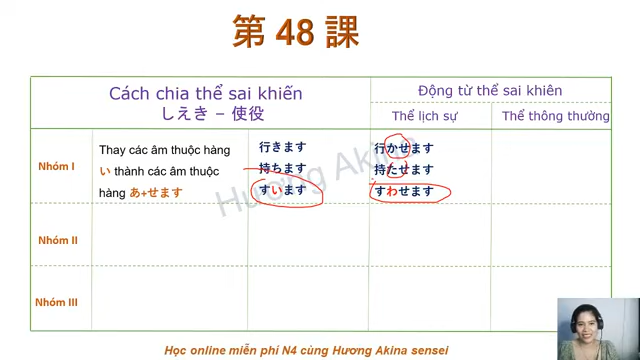 第 48 課
Cách chia thể sai khiến
しえき – 使役
Động từ thể sai khiên
Thể lịch sự
Thể thông thường
Nhóm I
Thay các âm thuộc hàng
い thành các âm thuộc
hàng あ+せます
行きます
持ちます
すいます
行かせます
持たせます
すわせます
Nhóm II
Nhóm III
Hương Akina
Học online miễn phí N4 cùng Hương Akina sensei